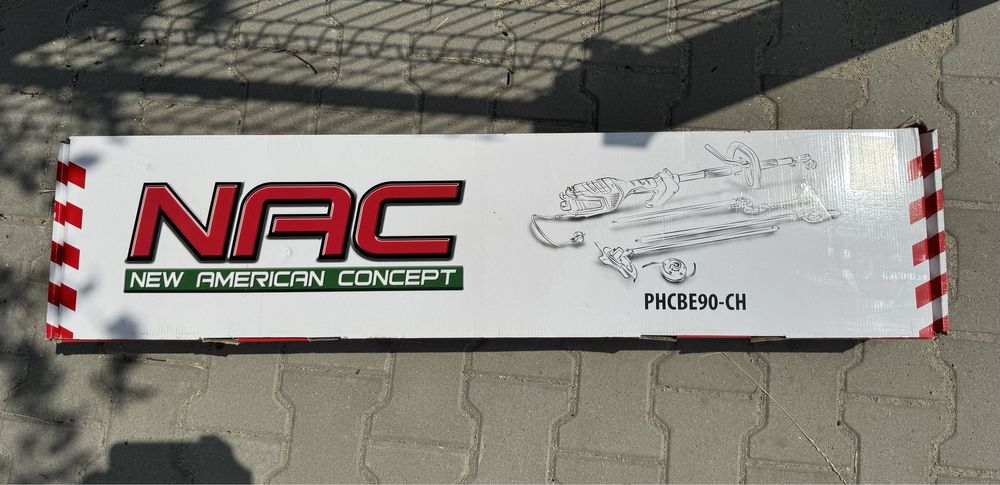 NAC
NEW AMERICAN CONCEPT
PHCBE90-CH